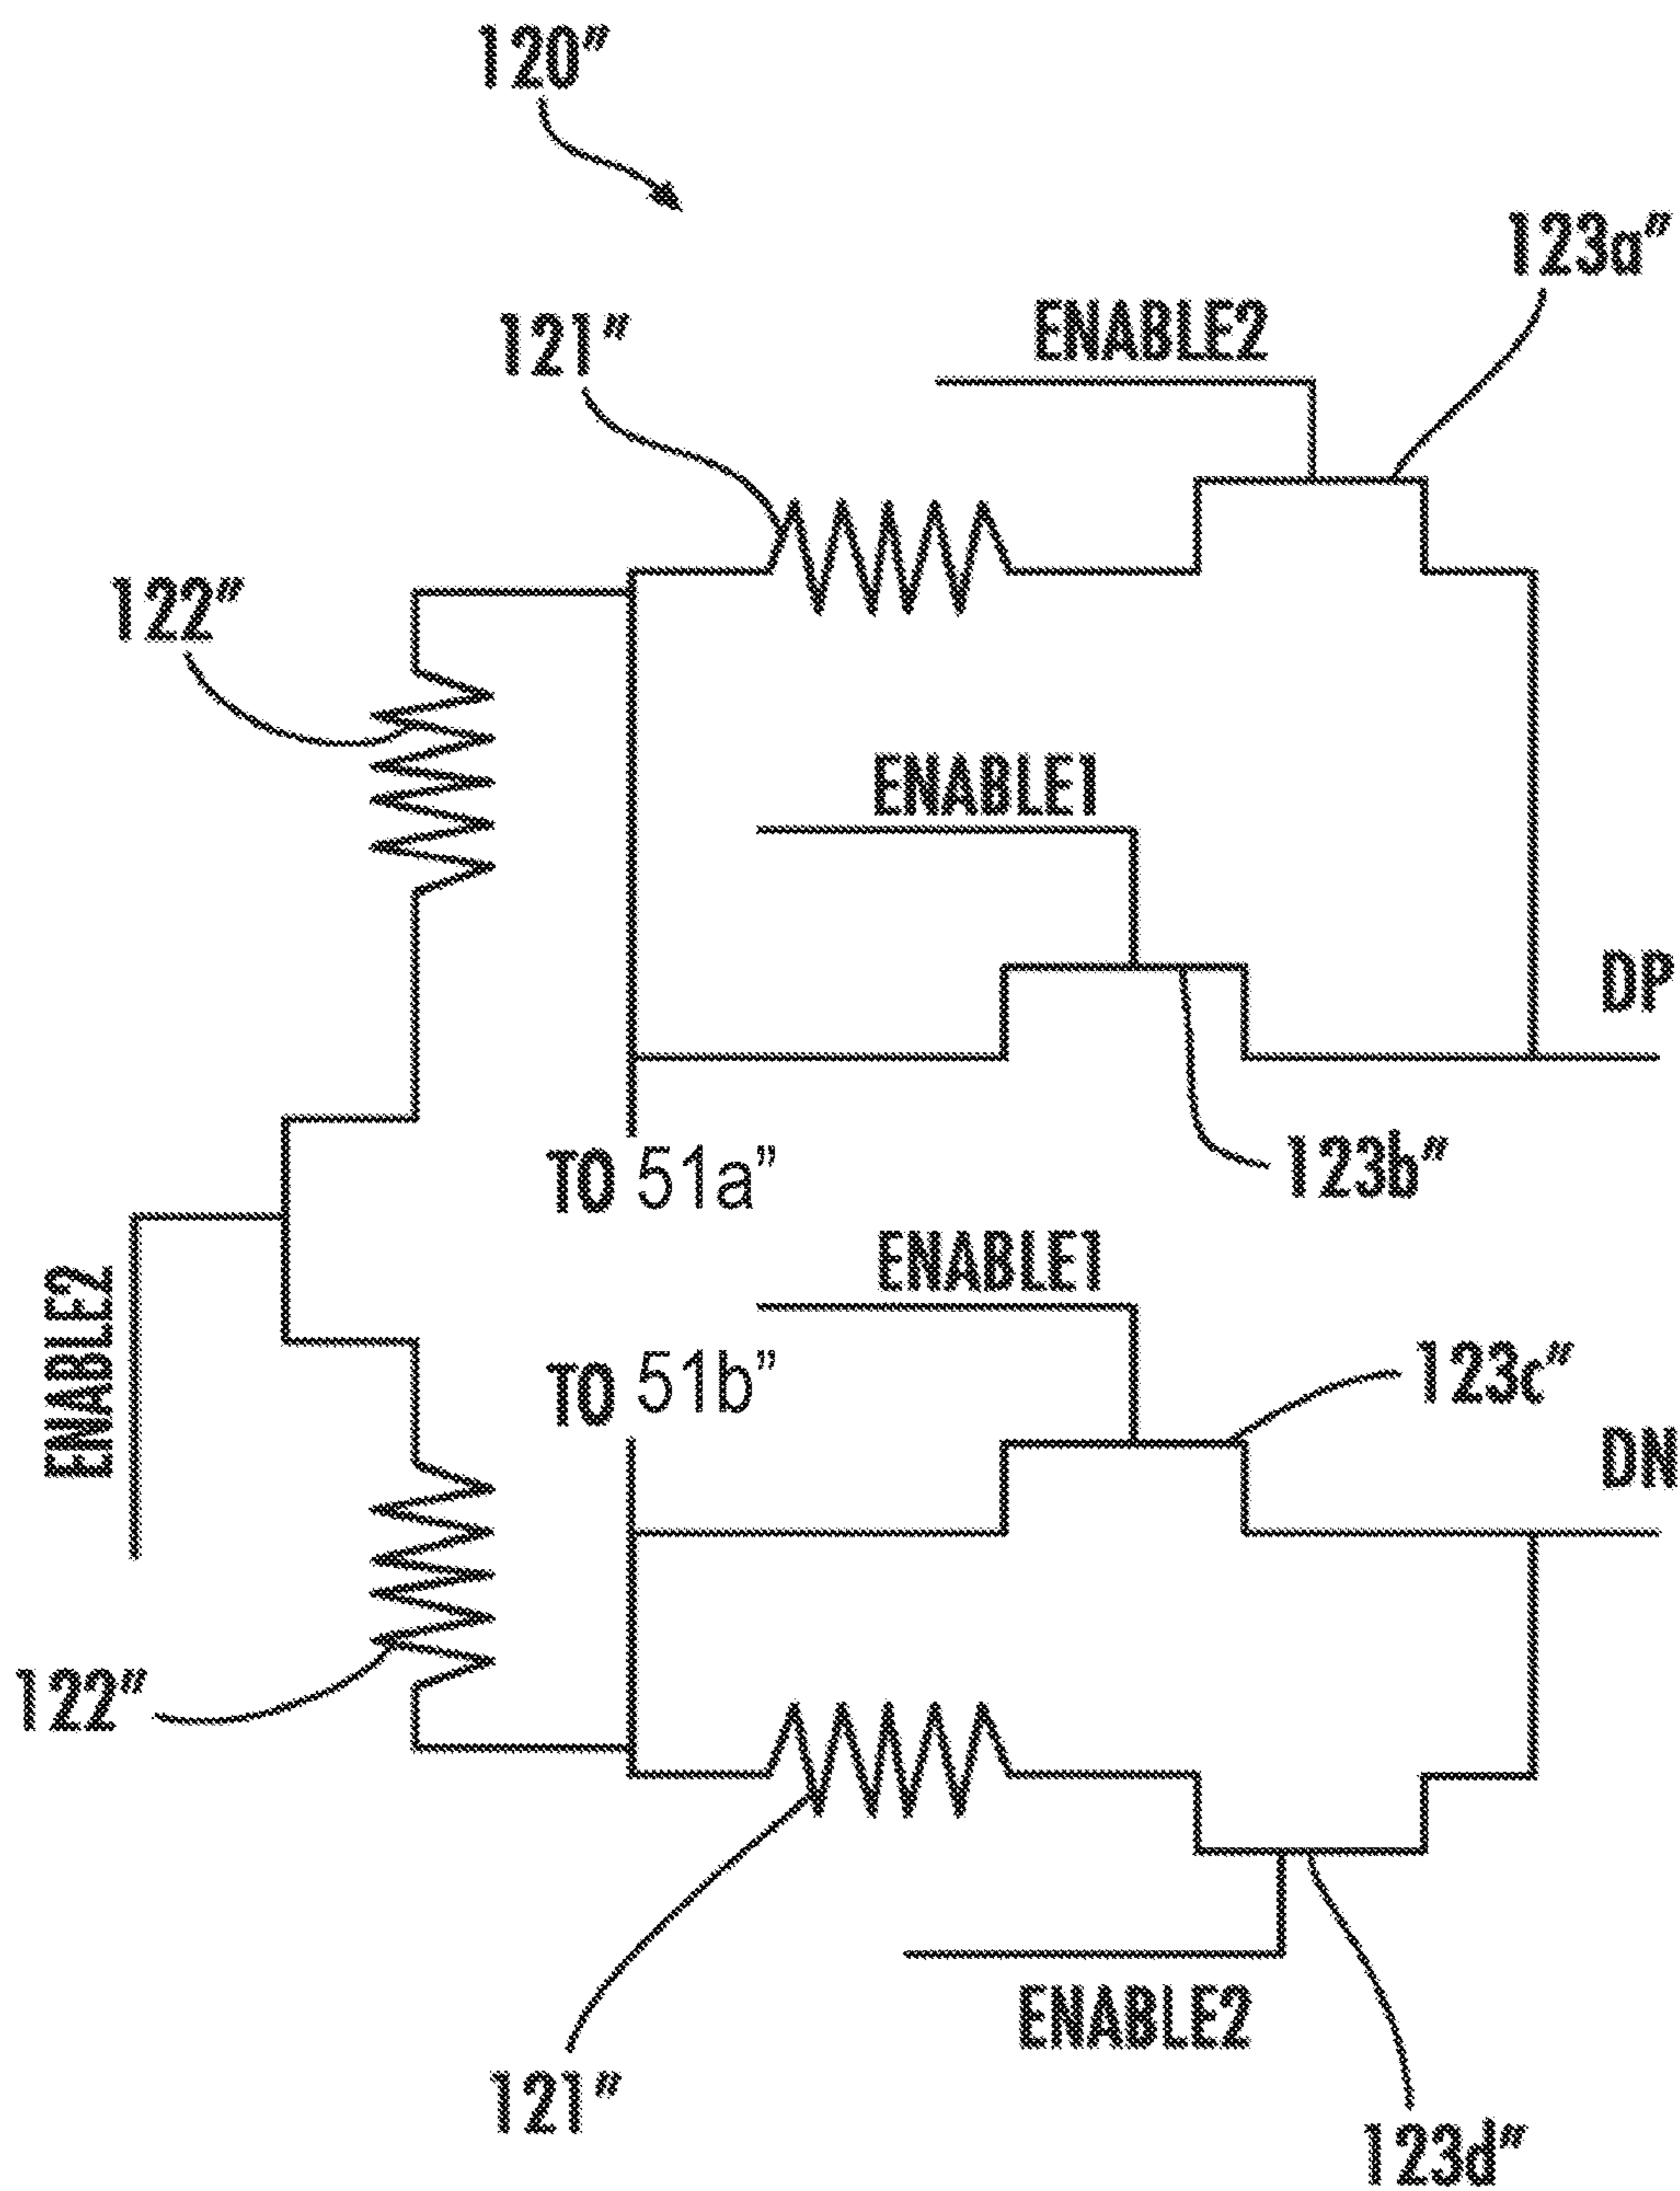 120″
123a″
ENABLE2
121″
122″
ENABLE1
DP
123b″
TO 51a”
ENABLE1
ENABLE2
TO 51b”
123c″
DN
122″
ENABLE2
121″
123d″